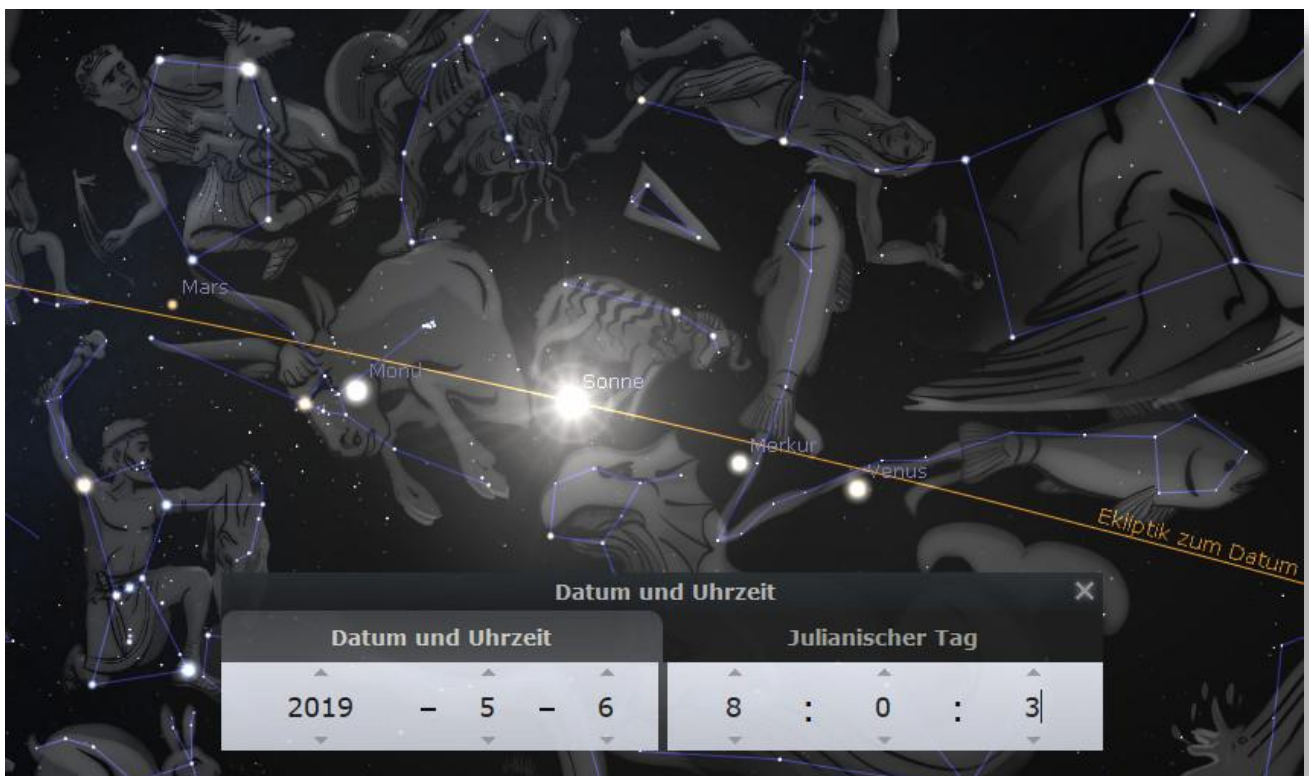 Mars
Mond
Sonne
Merkur
Venus
Ekliptik zum Datum
Datum und Uhrzeit
Datum und Uhrzeit
Julianischer Tag
2019 – 5 – 6 8 : 0 : 3